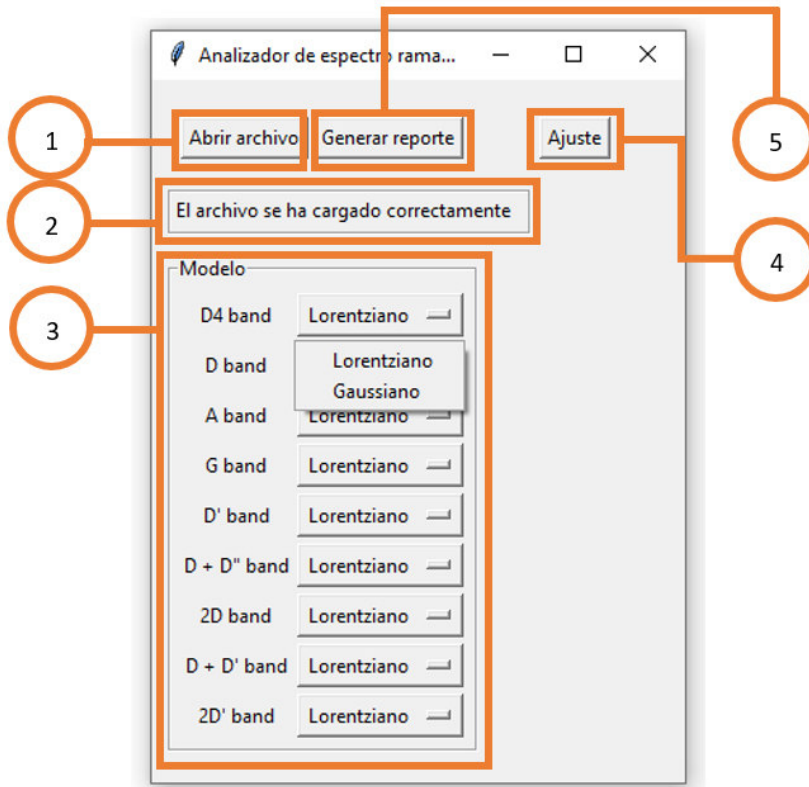 Analizador de espectro rama...
1
Abrir archivo
Generar reporte
Ajuste
5
2
El archivo se ha cargado correctamente
4
3
Modelo
D4 band
Lorentziano
D band
Lorentziano
Gaussiano
A band
Lorentziano
G band
Lorentziano
D' band
Lorentziano
D + D" band
Lorentziano
2D band
Lorentziano
D + D' band
Lorentziano
2D' band
Lorentziano